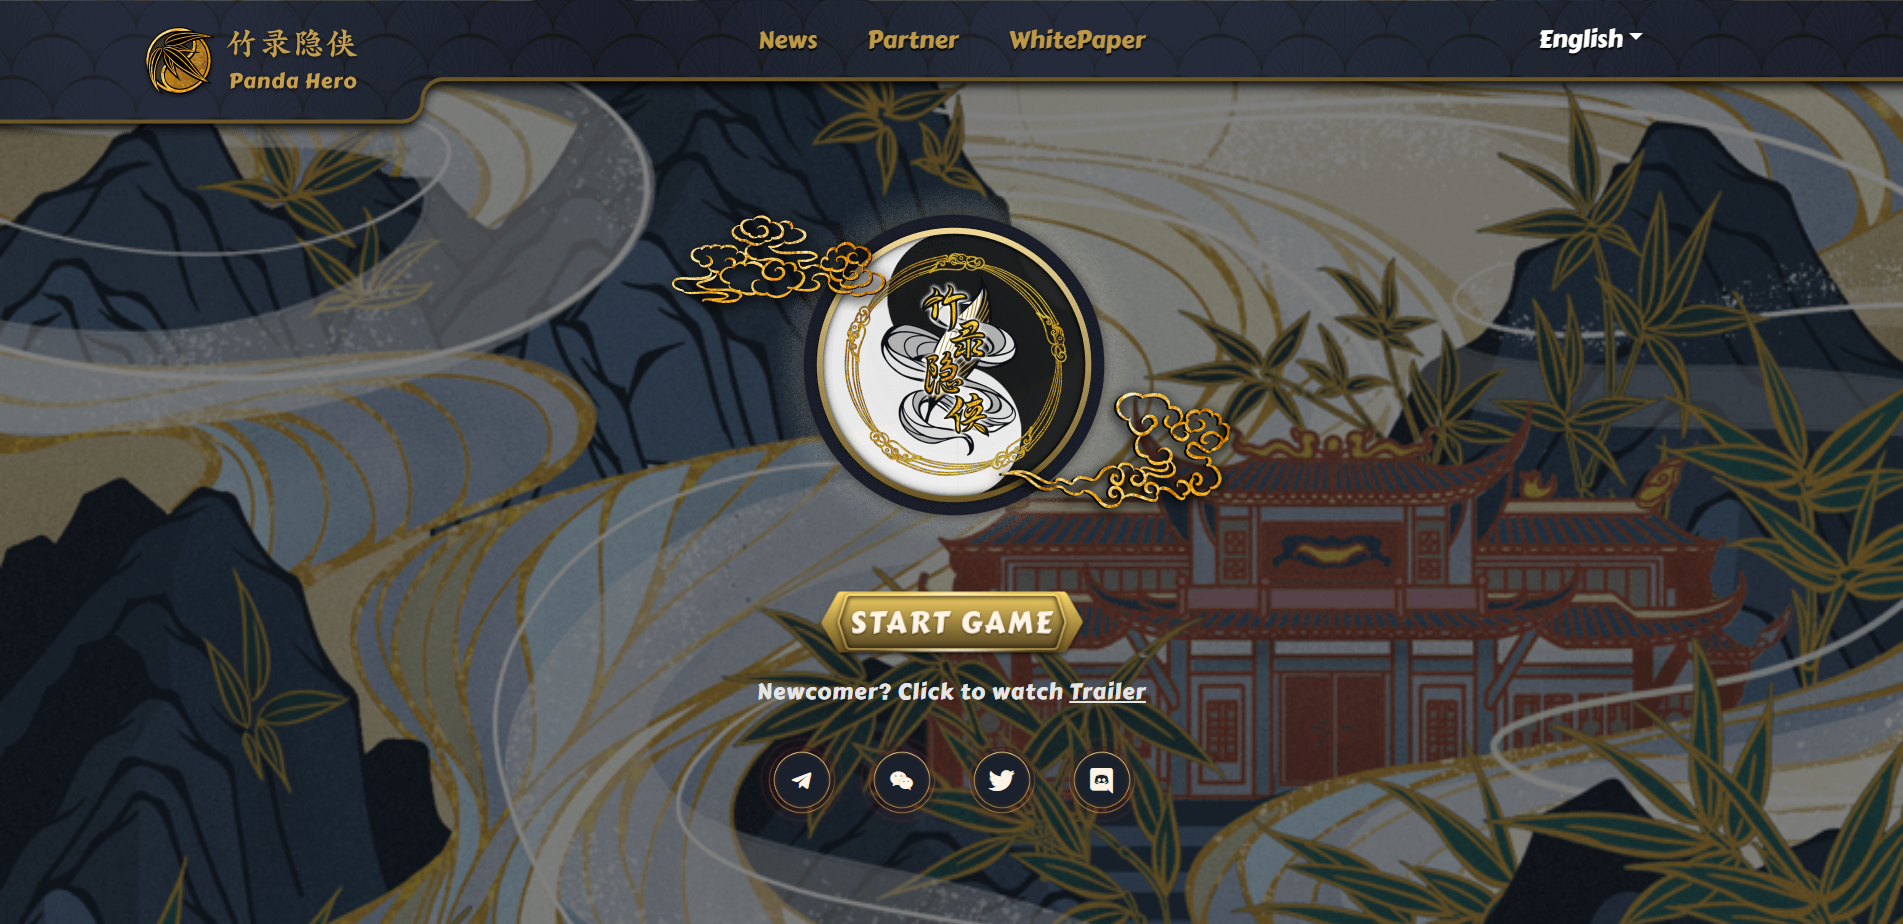 竹录隐侠
Panda Hero
News
Partner
WhitePaper
English
竹录隐侠
START GAME
Newcomer? Click to watch Trailer